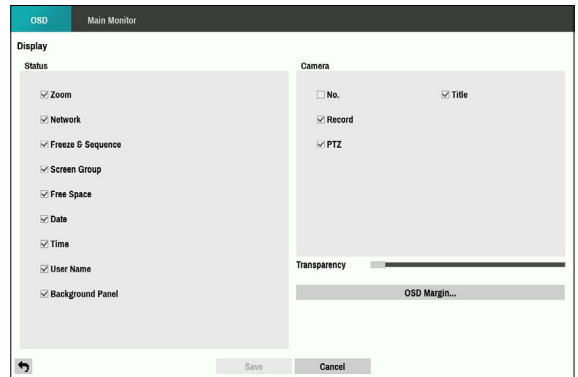 OSD Main Monitor
Display
Status
Zoom
Network
Freeze & Sequence
Screen Group
Free Space
Date
Time
User Name
Background Panel
Camera
No. Title
Record
PTZ
Transparency
OSD Margin...
Save Cancel